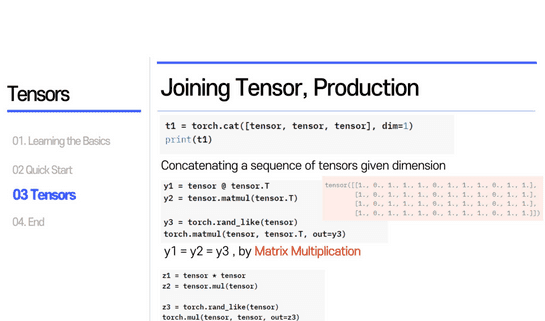 Tensors
01. Learning the Basics
02 Quick Start
03 Tensors
04. End
Joining Tensor, Production
t1 = torch.cat([tensor, tensor, tensor], dim=1)
print(t1)
Concatenating a sequence of tensors given dimension
y1 = tensor @ tensor.T
y2 = tensor.matmul(tensor.T)
y3 = torch.rand_like(tensor)
torch.matmul(tensor, tensor.T, out=y3)
tensor([[1., 0., 1., 1., 1., 0., 1., 1., 1., 0., 1., 1.],
[1., 0., 1., 1., 1., 0., 1., 1., 1., 0., 1., 1.],
[1., 0., 1., 1., 1., 0., 1., 1., 1., 0., 1., 1.],
[1., 0., 1., 1., 1., 0., 1., 1., 1., 0., 1., 1.]])
y1 = y2 = y3 , by Matrix Multiplication
z1 = tensor * tensor
z2 = tensor.mul(tensor)
z3 = torch.rand_like(tensor)
torch.mul(tensor, tensor, out=z3)